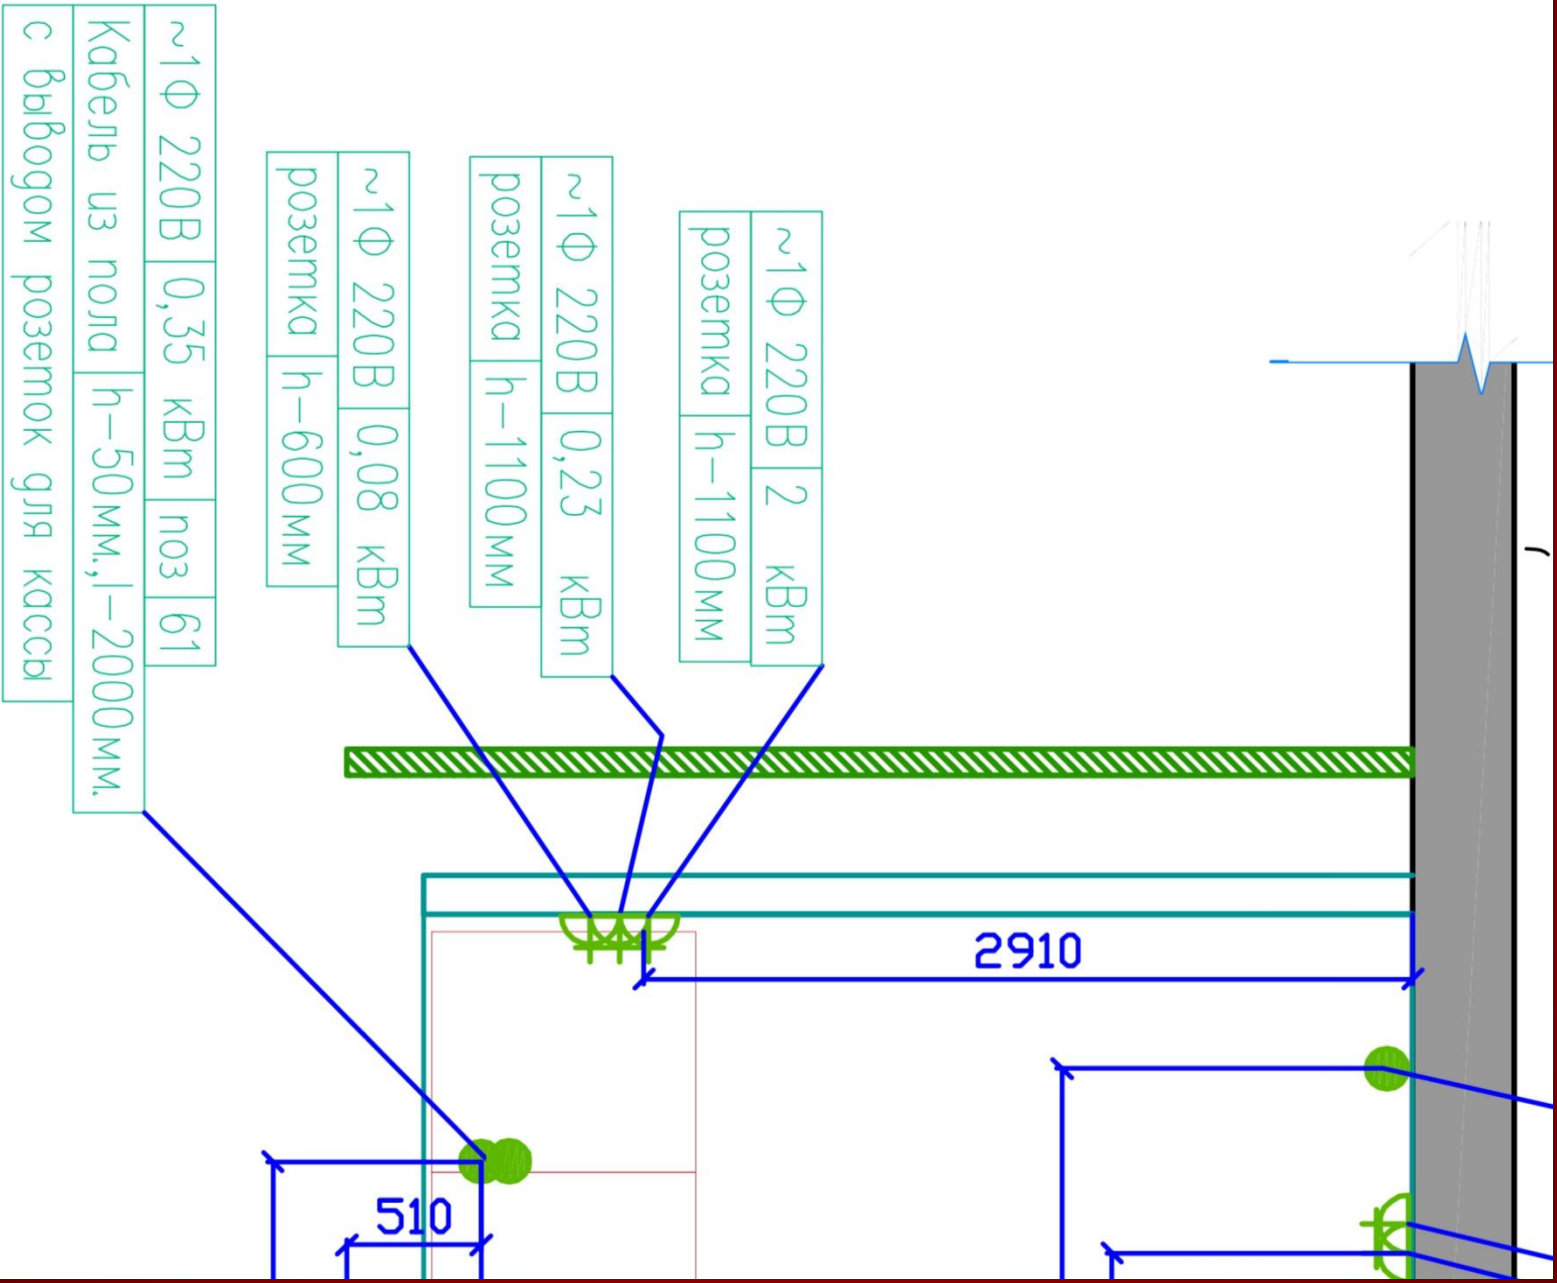 ~1Ф 220В 2 кВт
розетка h-1100мм
~1Ф 220В 0,23 кВт
розетка h-1100мм
~1Ф 220В 0,08 кВт
розетка h-600мм
~1Ф 220В 0,35 кВт поз 61
Кабель из пола h-50мм.,l-2000мм.
с выводом розеток для кассы
2910
510